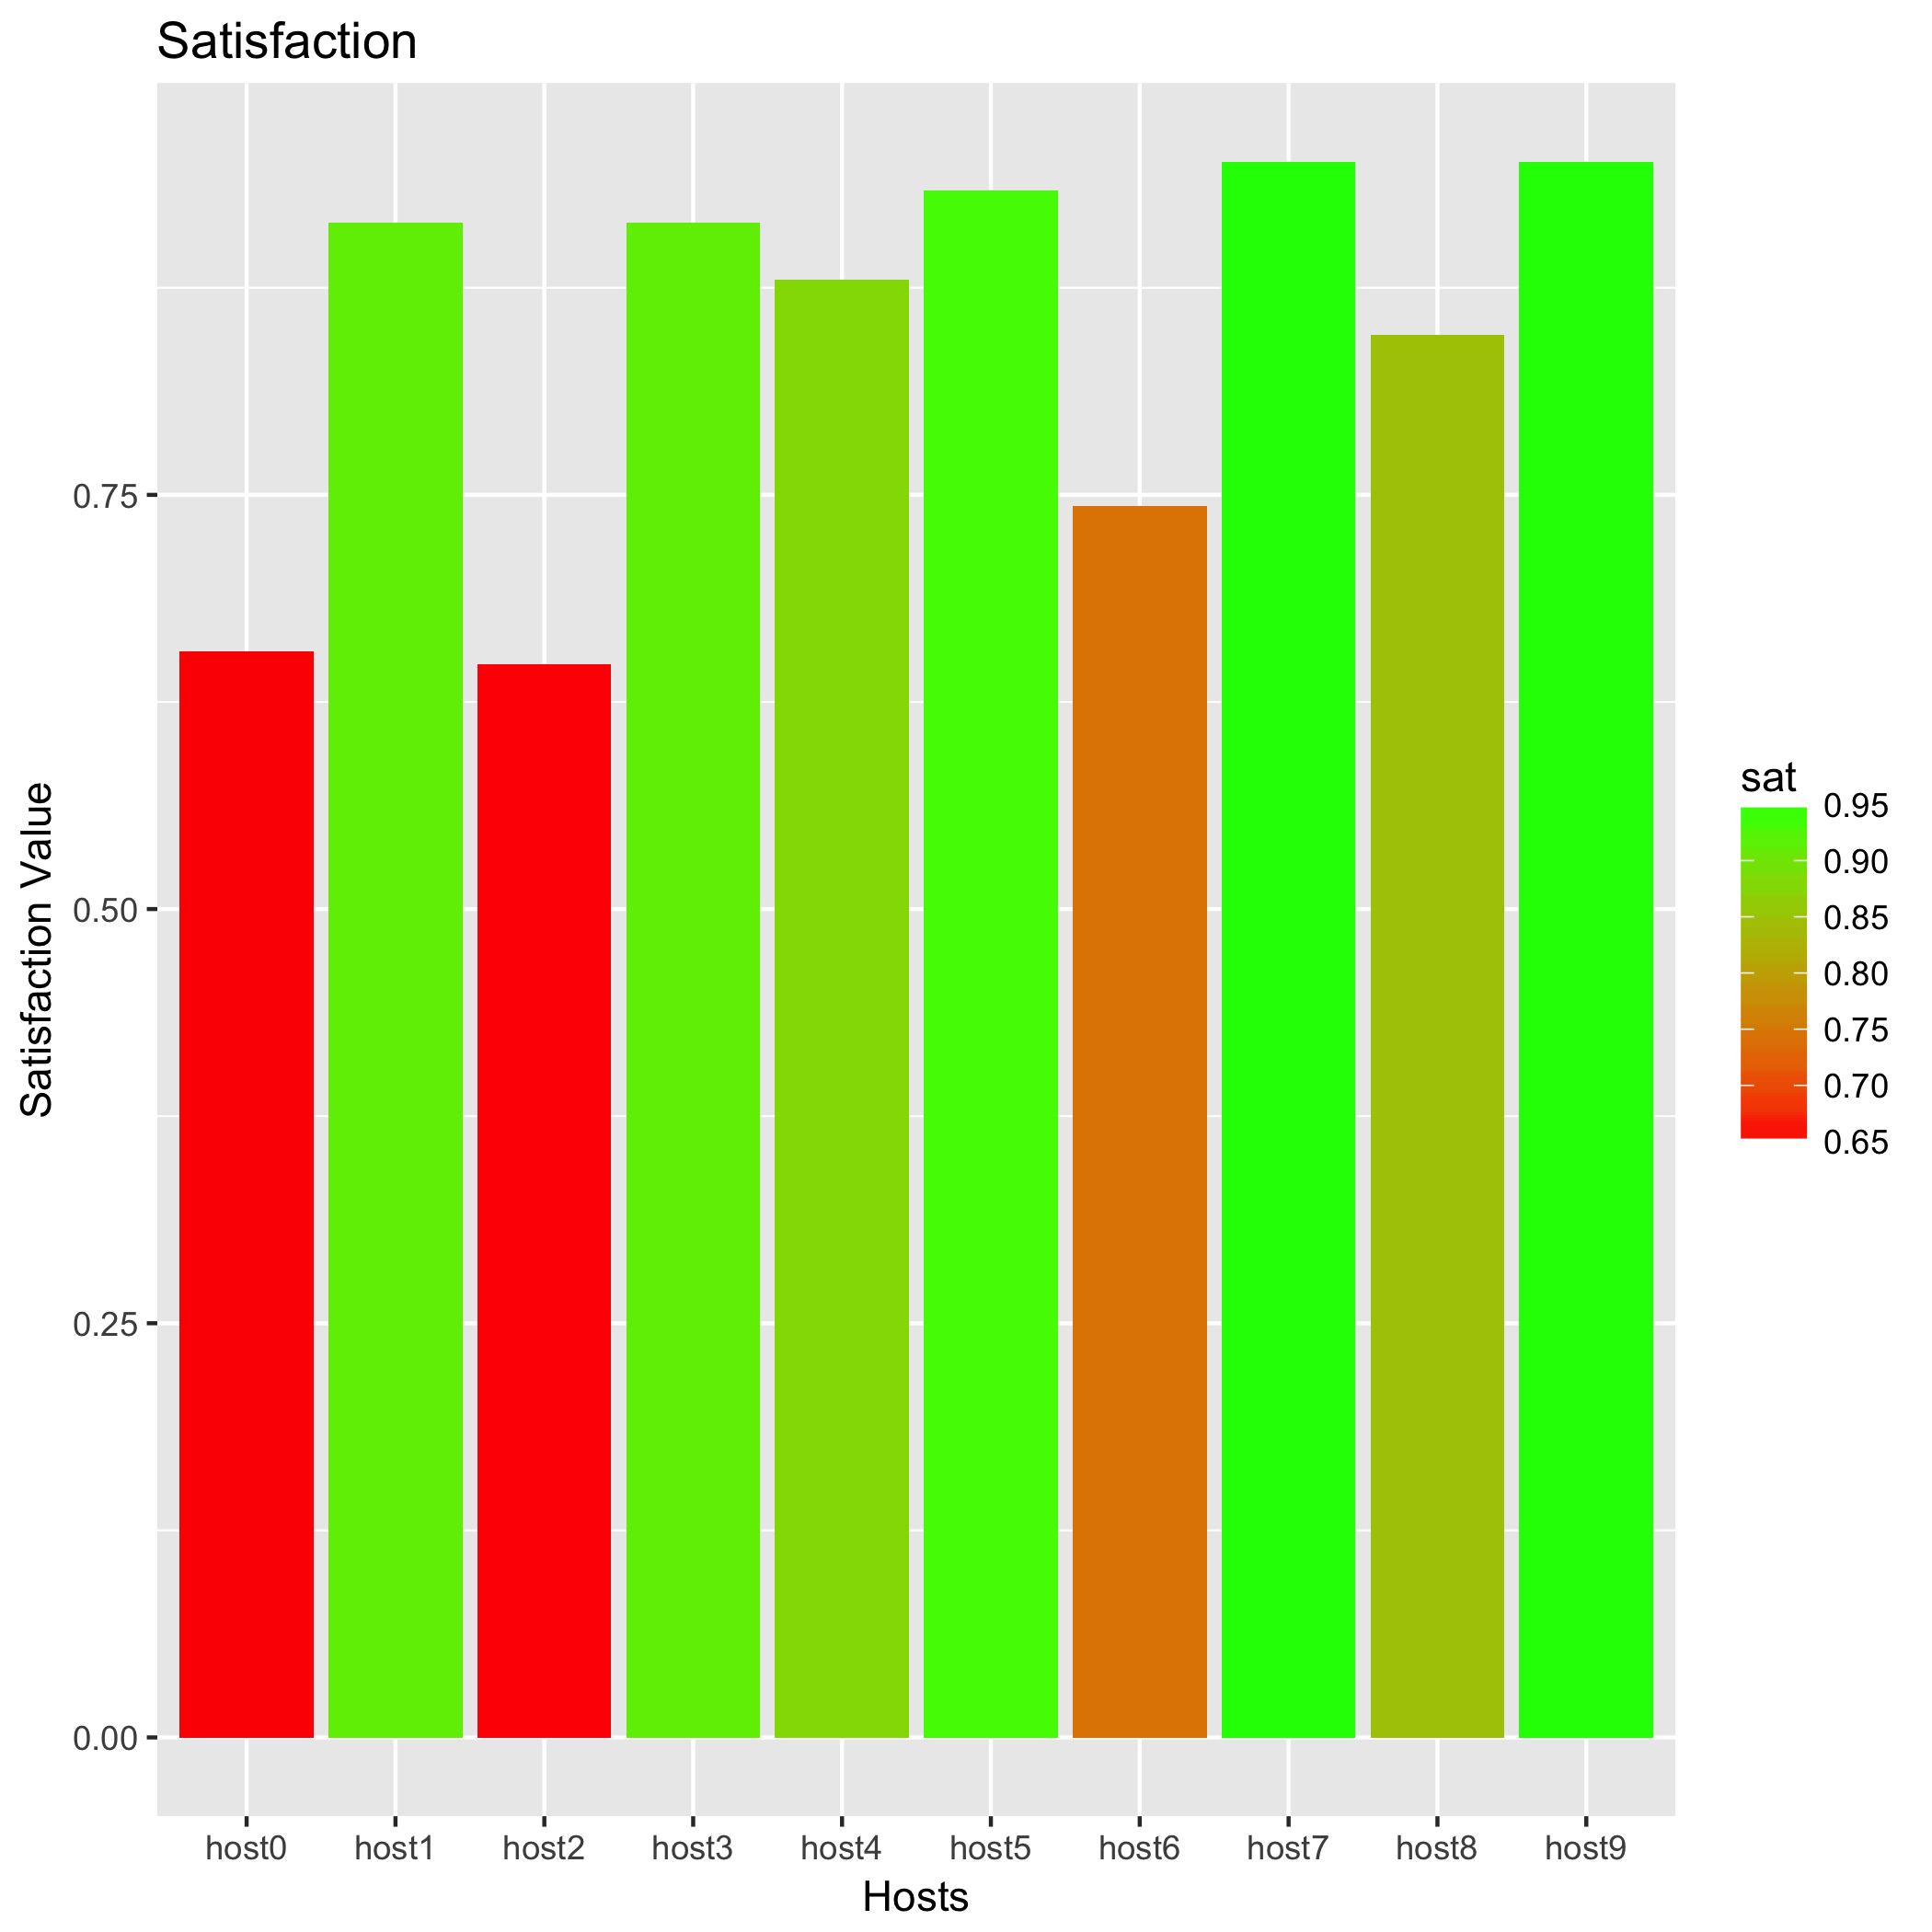 Satisfaction
Satisfaction Value
0.75
0.50
0.25
0.00
host0 host1 host2 host3 host4 host5 host6 host7 host8 host9
Hosts
sat
0.95
0.90
0.85
0.80
0.75
0.70
0.65